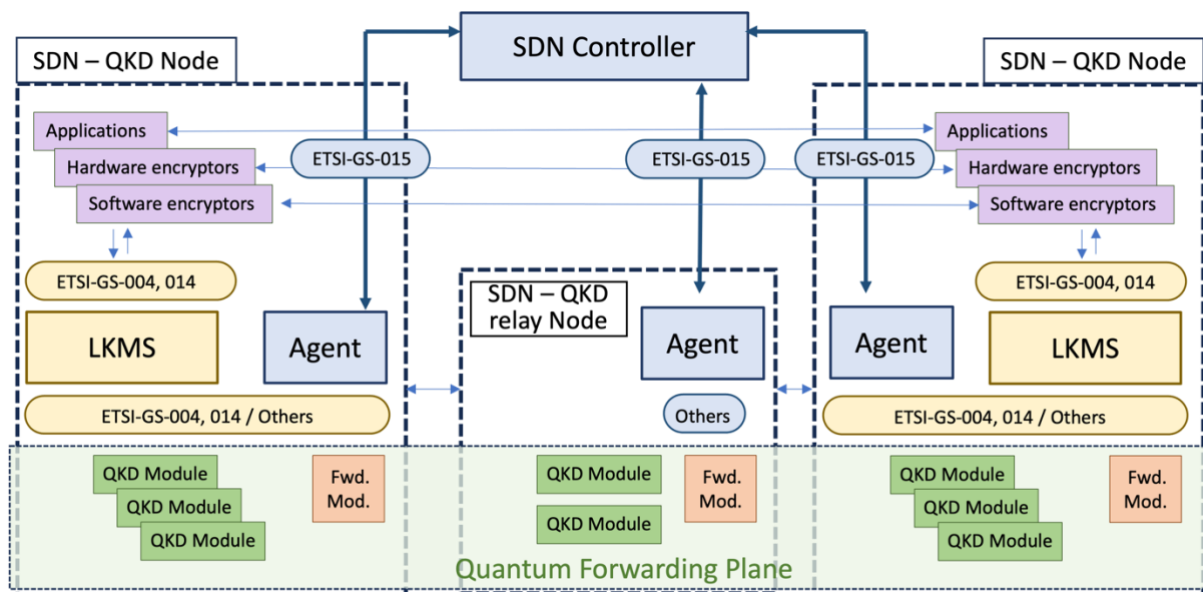 SDN Controller
SDN – QKD Node
SDN – QKD Node
Applications
Applications
ETSI-GS-015
ETSI-GS-015
ETSI-GS-015
Hardware encryptors
Hardware encryptors
Software encryptors
Software encryptors
ETSI-GS-004, 014
ETSI-GS-004, 014
SDN – QKD
relay Node
LKMS
Agent
Agent
Agent
LKMS
ETSI-GS-004, 014 / Others
Others
ETSI-GS-004, 014 / Others
QKD Module
QKD Module
QKD Module
Fwd.
Mod.
QKD Module
QKD Module
Fwd.
Mod.
QKD Module
QKD Module
QKD Module
Fwd.
Mod.
Quantum Forwarding Plane